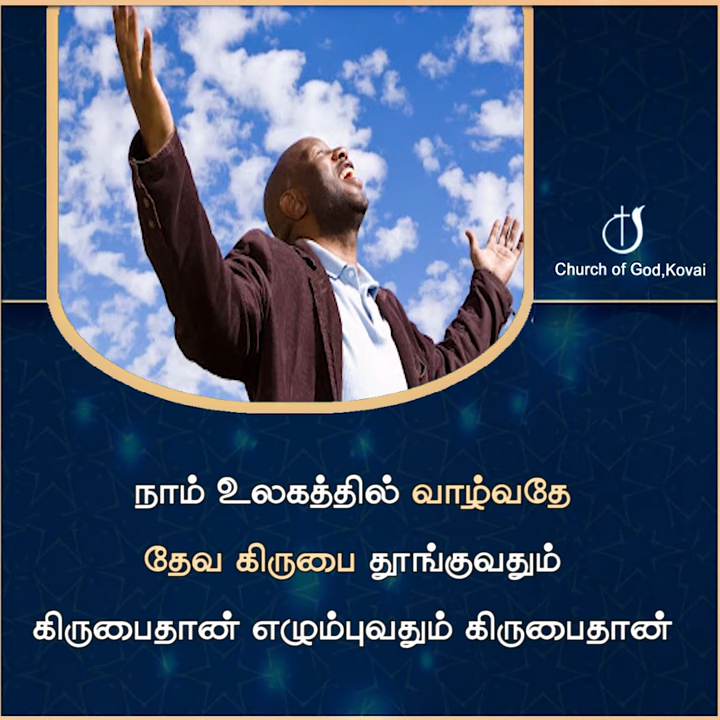 Church of God,Kovai
நாம் உலகத்தில் வாழ்வதே
தேவ கிருபை தூங்குவதும்
கிருபைதான் எழும்புவதும் கிருபைதான்